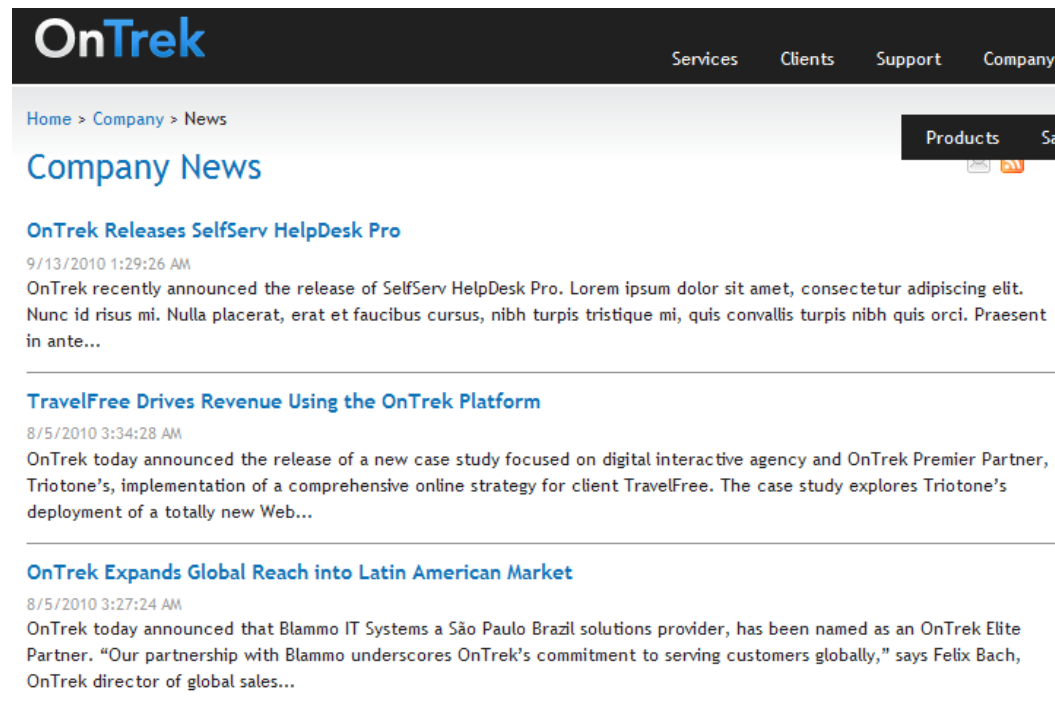 OnTrek
Services Clients Support Company
Home > Company > News
Products
Company News
OnTrek Releases SelfServ HelpDesk Pro
9/13/2010 1:29:26 AM
OnTrek recently announced the release of SelfServ HelpDesk Pro. Lorem ipsum dolor sit amet, consectetur adipiscing elit.
Nunc id risus mi. Nulla placerat, erat et faucibus cursus, nibh turpis tristique mi, quis convallis turpis nibh quis orci. Praesent
in ante...
TravelFree Drives Revenue Using the OnTrek Platform
8/5/2010 3:34:28 AM
OnTrek today announced the release of a new case study focused on digital interactive agency and OnTrek Premier Partner,
Triotone’s, implementation of a comprehensive online strategy for client TravelFree. The case study explores Triotone’s
deployment of a totally new Web...
OnTrek Expands Global Reach into Latin American Market
8/5/2010 3:27:24 AM
OnTrek today announced that Blammo IT Systems a São Paulo Brazil solutions provider, has been named as an OnTrek Elite
Partner. “Our partnership with Blammo underscores OnTrek’s commitment to serving customers globally,” says Felix Bach,
OnTrek director of global sales...